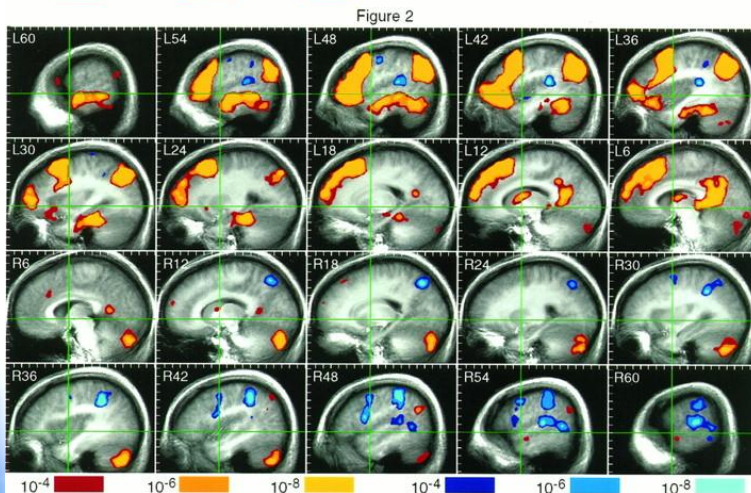 Figure 2
L60 L54 L48 L42 L36
L30 L24 L18 L12 L6
R6 R12 R18 R24 R30
R36 R42 R48 R54 R60
10-4 10-6 10-8 10-4 10-6 10-8